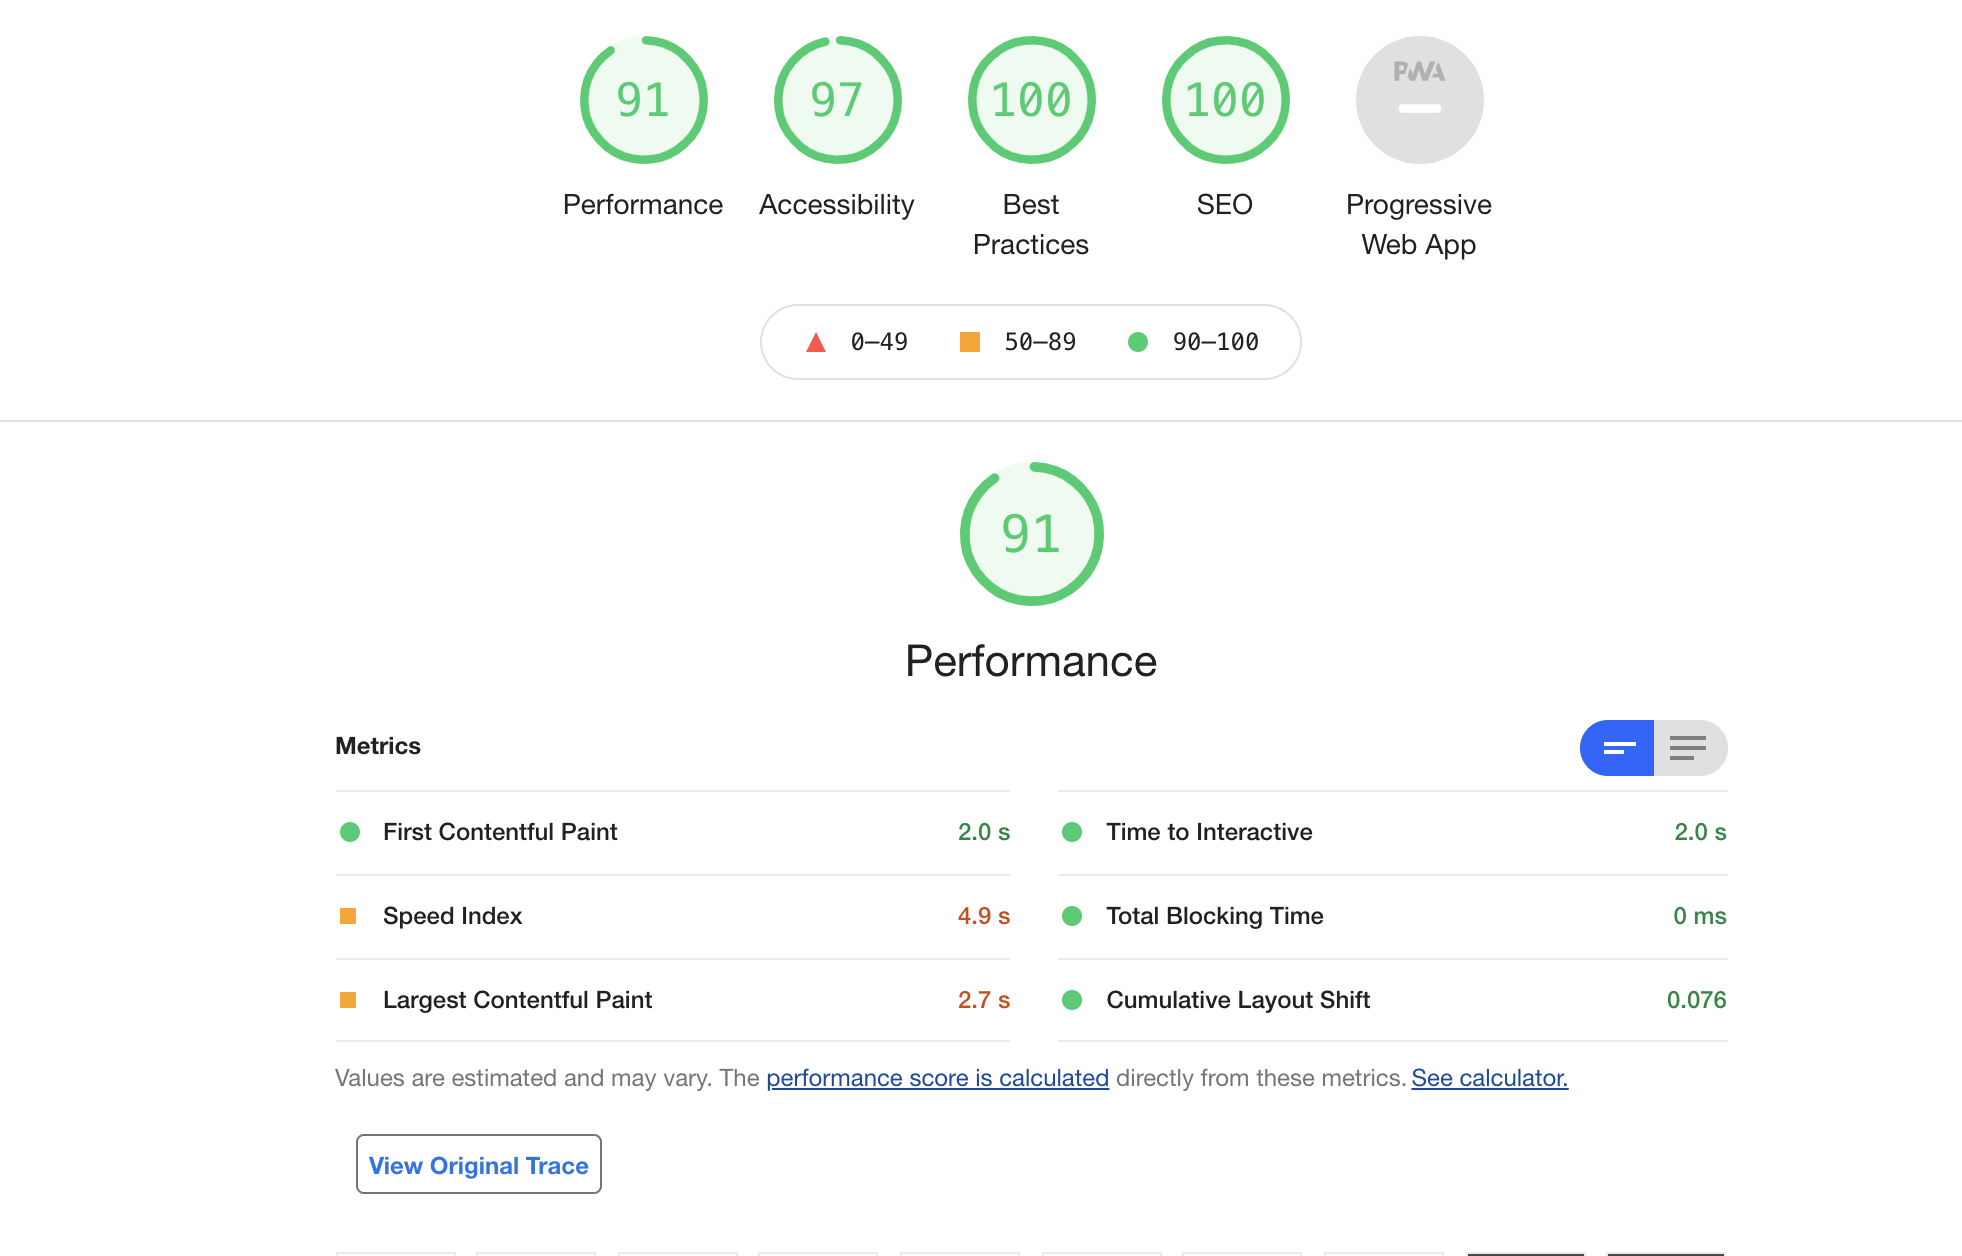 91
97
100
100
PWA
Performance
Accessibility
Best
Practices
SEO
Progressive
Web App
0–49
50–89
90–100
91
Performance
Metrics
First Contentful Paint 2.0 s
Time to Interactive 2.0 s
Speed Index 4.9 s
Total Blocking Time 0 ms
Largest Contentful Paint 2.7 s
Cumulative Layout Shift 0.076
Values are estimated and may vary. The performance score is calculated directly from these metrics. See calculator.
View Original Trace